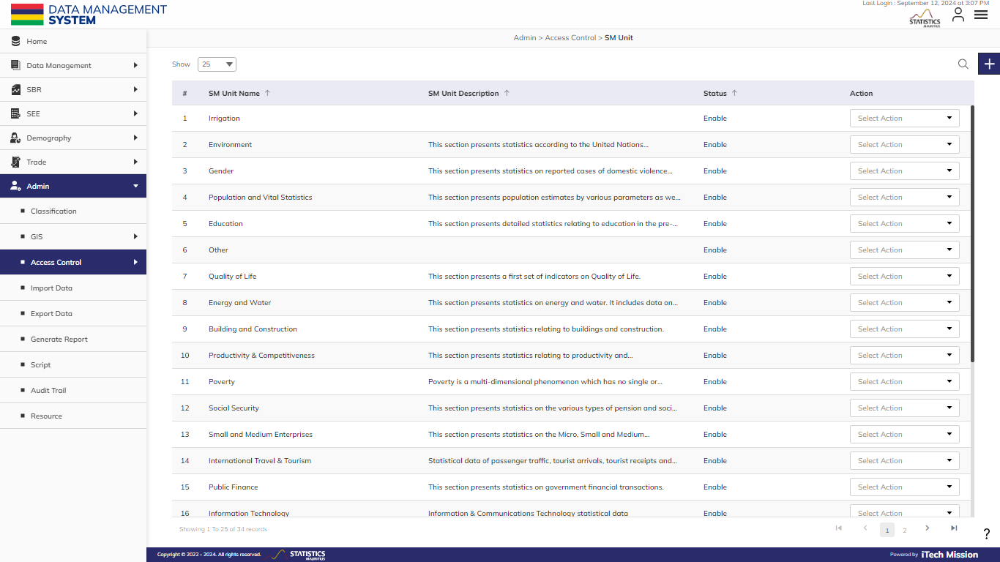 DATA MANAGEMENT
SYSTEM
Last Login : September 12, 2024 at 3:07 PM
STATISTICS
MAURITIUS
Admin > Access Control > SM Unit
Home
Data Management
SBR
SEE
Demography
Trade
Admin
Classification
GIS
Access Control
Import Data
Export Data
Generate Report
Script
Audit Trail
Resource
Show 25
# SM Unit Name SM Unit Description Status Action
1 Irrigation Enable Select Action
2 Environment This section presents statistics according to the United Nations... Enable Select Action
3 Gender This section presents statistics on reported cases of domestic violence... Enable Select Action
4 Population and Vital Statistics This section presents population estimates by various parameters as we... Enable Select Action
5 Education This section presents detailed statistics relating to education in the pre-... Enable Select Action
6 Other Enable Select Action
7 Quality of Life This section presents a first set of indicators on Quality of Life. Enable Select Action
8 Energy and Water This section presents statistics on energy and water. It includes data on... Enable Select Action
9 Building and Construction This section presents statistics relating to buildings and construction. Enable Select Action
10 Productivity & Competitiveness This section presents statistics relating to productivity and... Enable Select Action
11 Poverty Poverty is a multi-dimensional phenomenon which has no single or... Enable Select Action
12 Social Security This section presents statistics on the various types of pension and soci... Enable Select Action
13 Small and Medium Enterprises This section presents statistics on the Micro, Small and Medium... Enable Select Action
14 International Travel & Tourism Statistical data of passenger traffic, tourist arrivals, tourist receipts and... Enable Select Action
15 Public Finance This section presents statistics on government financial transactions. Enable Select Action
16 Information Technology Information & Communications Technology statistical data Enable Select Action
Showing 1 To 25 of 34 records
1 2
?
Copyright © 2022 - 2024. All rights reserved.
STATISTICS
MAURITIUS
Powered by iTech Mission